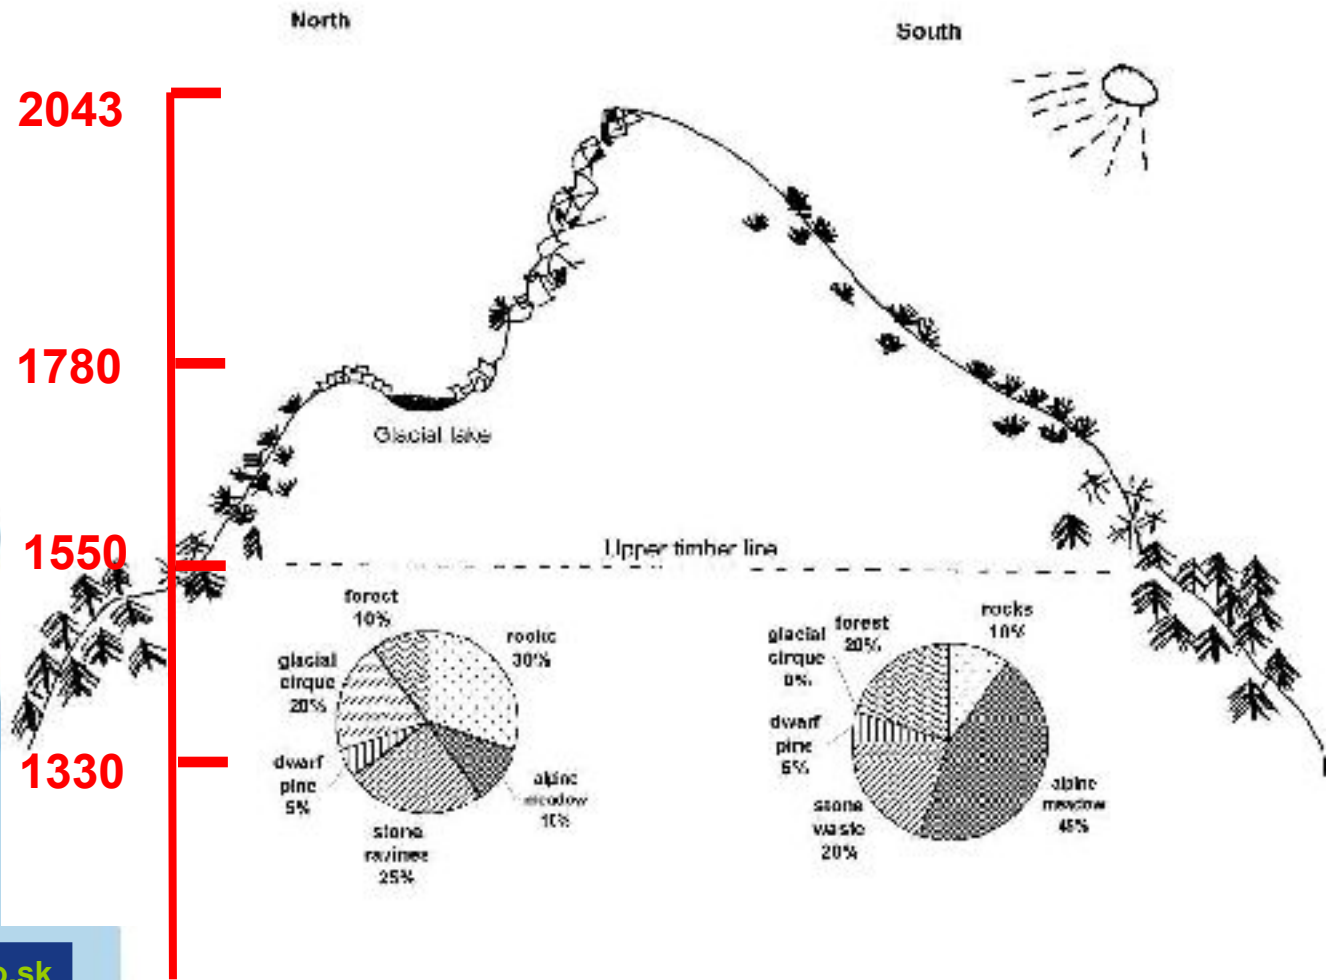 North
South
2043
1780
1550
1330
Glacial lake
Upper timber line
forest
10%
rocks
30%
glacial
cirque
20%
dwarf
pine
5%
stone
ravines
25%
alpine
meadow
10%
forest
20%
rocks
10%
glacial
cirque
0%
dwarf
pine
5%
stone
waste
20%
alpine
meadow
45%
.sk